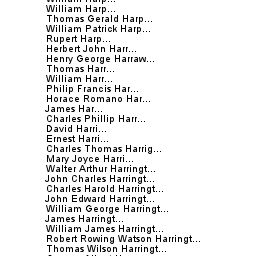 William Harp...
William Harp...
Thomas Gerald Harp...
William Patrick Harp...
Rupert Harp...
Herbert John Harr...
Henry George Harraw...
Thomas Harr...
William Harr...
Philip Francis Har...
Horace Romano Har...
James Har...
Charles Phillip Harr...
David Harri...
Ernest Harri...
Charles Thomas Harrig...
Mary Joyce Harri...
Walter Arthur Harringt...
John Charles Harringt...
Charles Harold Harringt...
John Edward Harringt...
William George Harringt...
James Harringt...
William James Harringt...
Robert Rowing Watson Harringt...
Thomas Wilson Harringt...